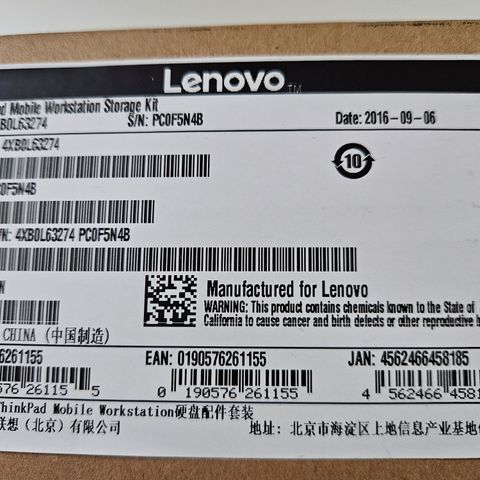 Lenovo™
ad Mobile Workstation Storage Kit
XB0L63274 S/N: PC0F5N4B Date: 2016-09-06
4XB0L63274
10
C0F5N4B
/N: 4XB0L63274 PC0F5N4B
N
Manufactured for Lenovo
WARNING: This product contains chemicals known to the State of
California to cause cancer and birth defects or other reproductive
CHINA (中国制造)
76261155 EAN: 0190576261155 JAN: 4562466458185
576 26115 5 0 190576 261155 4 562466 4581
ThinkPad Mobile Workstation硬盘配件套装
联想 (北京) 有限公司 地址: 北京市海淀区上地信息产业基地